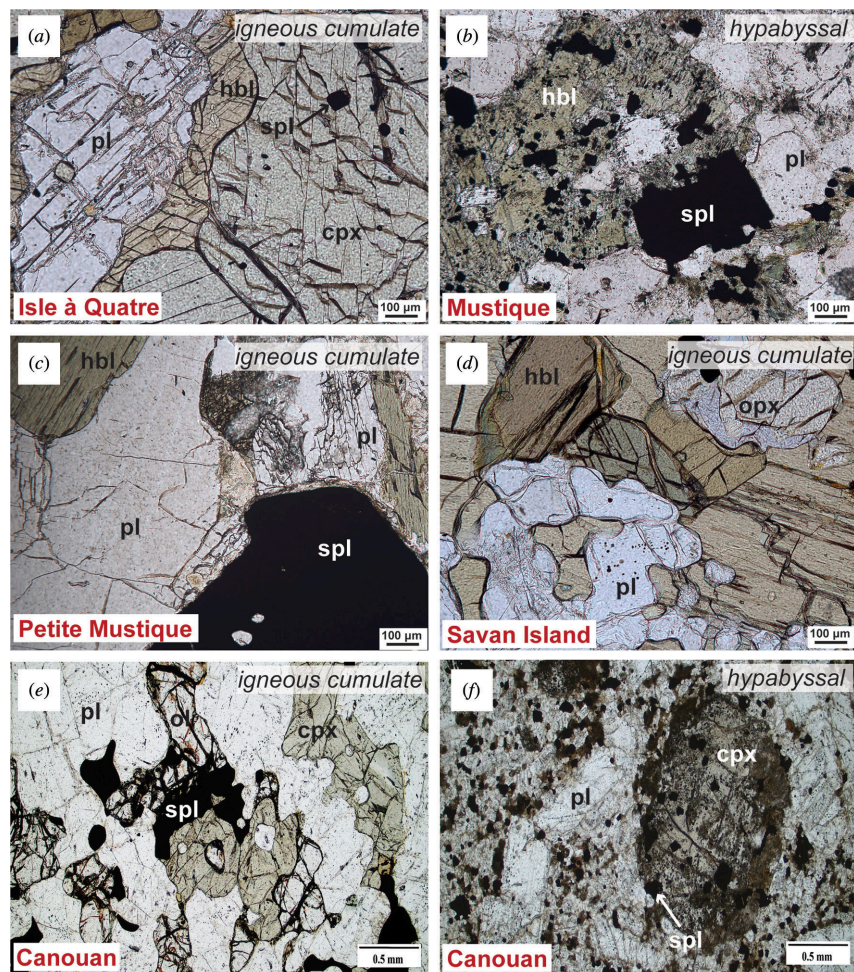 (a)
igneous cumulate
hbl
spl
pl
cpx
Isle à Quatre
100 µm
(b)
hypabyssal
hbl
pl
spl
Mustique
100 µm
(c)
igneous cumulate
hbl
pl
pl
spl
Petite Mustique
100 µm
(d)
igneous cumulate
hbl
opx
pl
Savan Island
100 µm
(e)
igneous cumulate
pl
ol
cpx
spl
Canouan
0.5 mm
(f)
hypabyssal
cpx
pl
spl
Canouan
0.5 mm